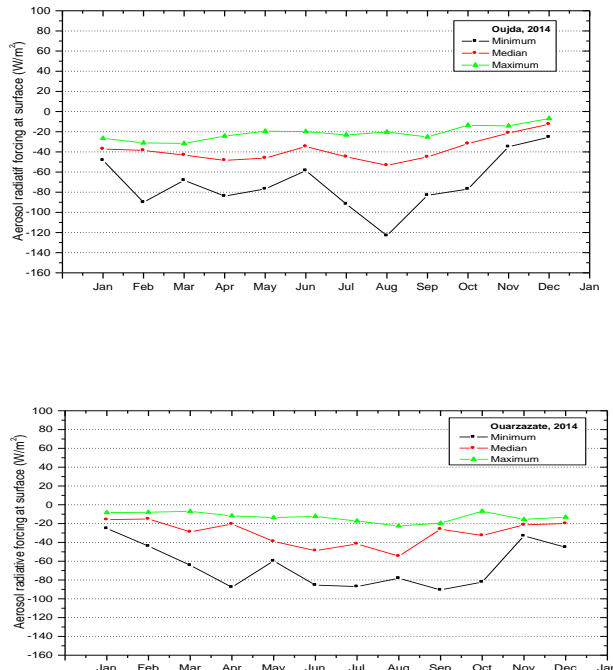 100
80
60
40
20
0
-20
-40
-60
-80
-100
-120
-140
-160
Aerosol radiatif forcing at surface (W/m²)
Oujda, 2014
Minimum
Median
Maximum
Jan Feb Mar Apr May Jun Jul Aug Sep Oct Nov Dec Jan
100
80
60
40
20
0
-20
-40
-60
-80
-100
-120
-140
-160
Aerosol radiative forcing at surface (W/m²)
Ouarzazate, 2014
Minimum
Median
Maximum
Jan Feb Mar Apr May Jun Jul Aug Sep Oct Nov Dec Jan